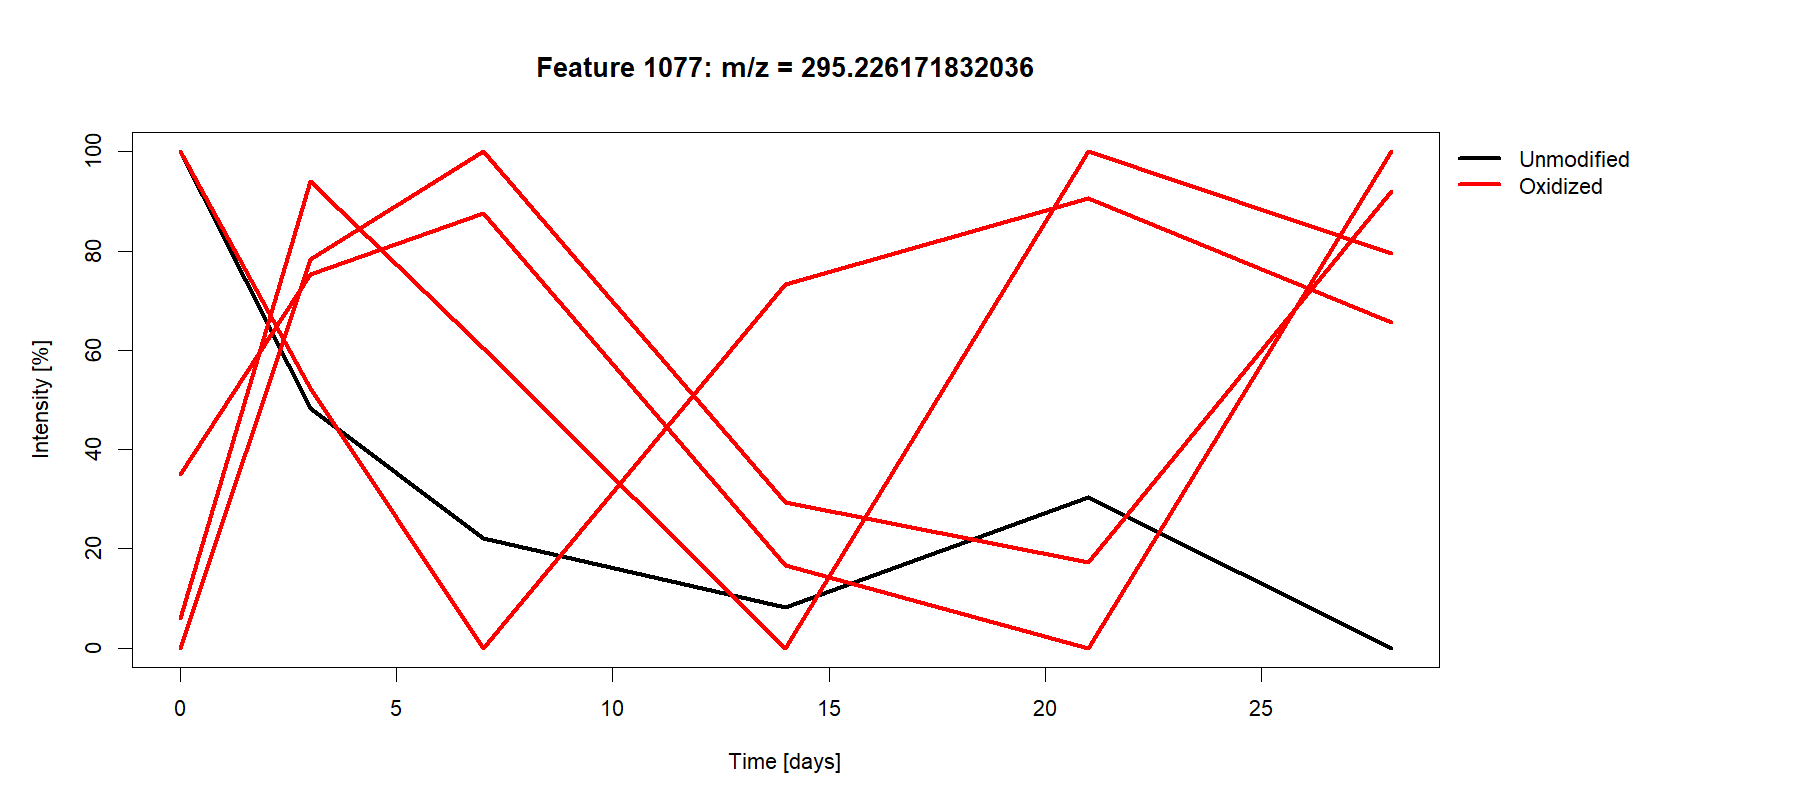 Feature 1077: m/z = 295.226171832036
100
80
60
40
20
0
Intensity [%]
0 5 10 15 20 25
Time [days]
Unmodified
Oxidized